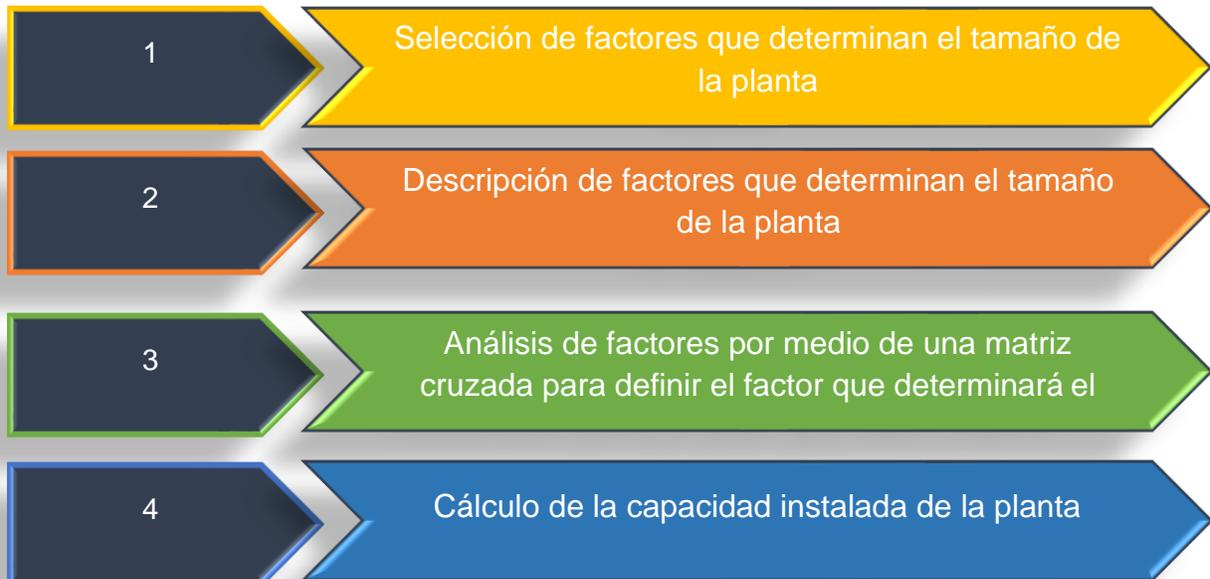 1
Selección de factores que determinan el tamaño de
la planta
2
Descripción de factores que determinan el tamaño
de la planta
3
Análisis de factores por medio de una matriz
cruzada para definir el factor que determinará el
4
Cálculo de la capacidad instalada de la planta